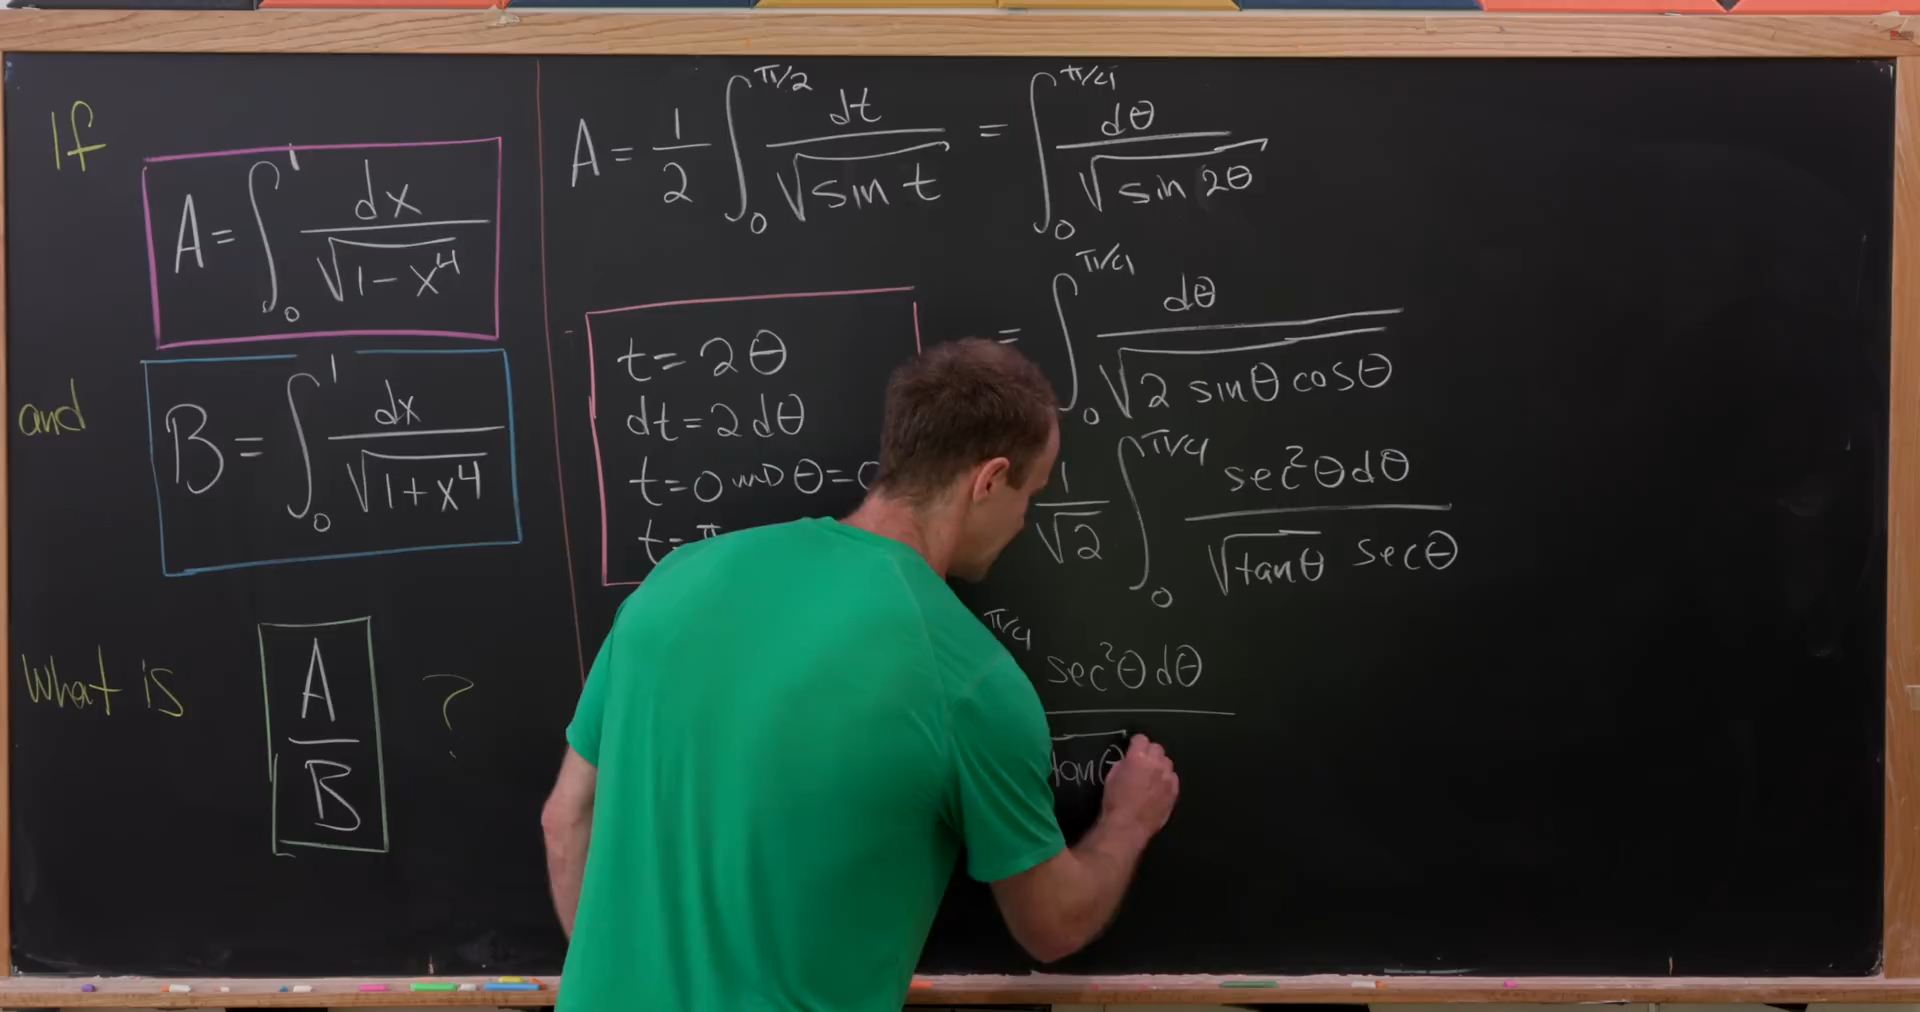 If
A = ∫₀¹ dx / √(1 − x⁴)
and
B = ∫₀¹ dx / √(1 + x⁴)
What is A / B ?
A = 1/2 ∫₀^(π/2) dt / √(sin t) = ∫₀^(π/4) dθ / √(sin 2θ)
= ∫₀^(π/4) dθ / √(2 sinθ cosθ)
1/√2 ∫₀^(π/4) sec²θ dθ / (√(tanθ) secθ)
π/4 sec²θ dθ / tanθ
t = 2θ
dt = 2dθ
t = 0 ⇝ θ = 0
t = π